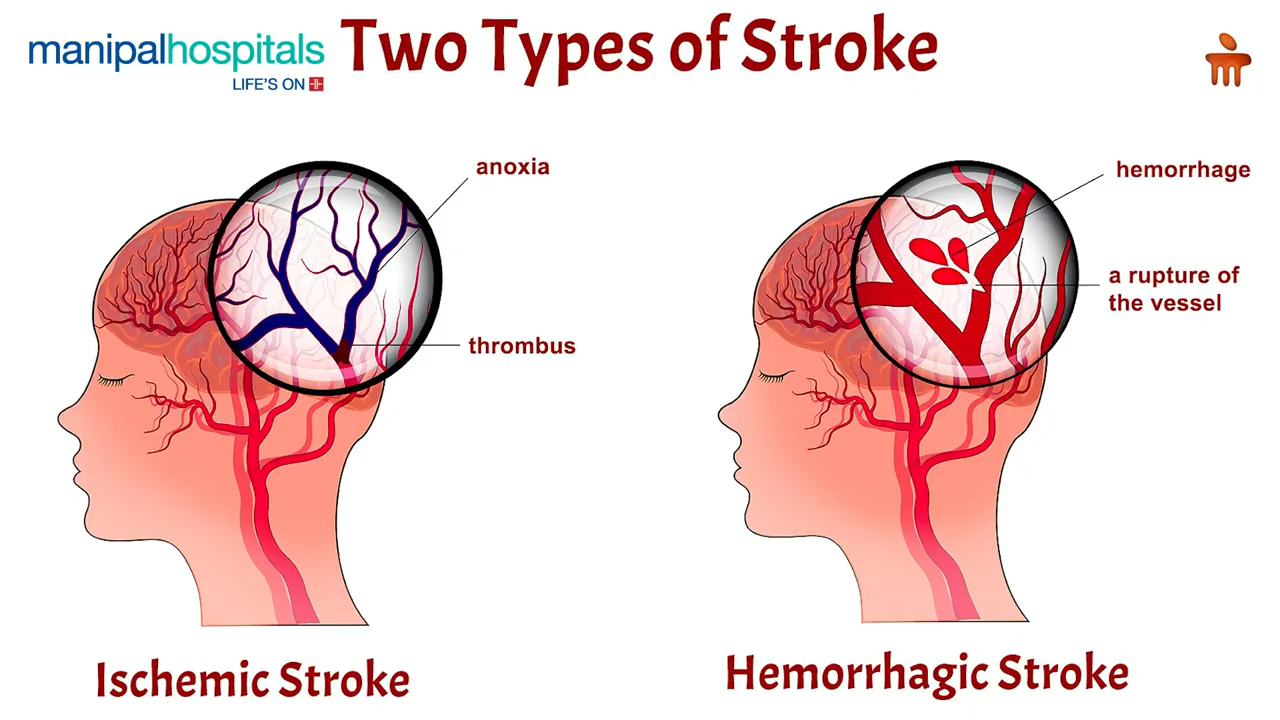 manipalhospitals
LIFE'S ON
Two Types of Stroke
anoxia
thrombus
hemorrhage
a rupture of
the vessel
Ischemic Stroke
Hemorrhagic Stroke